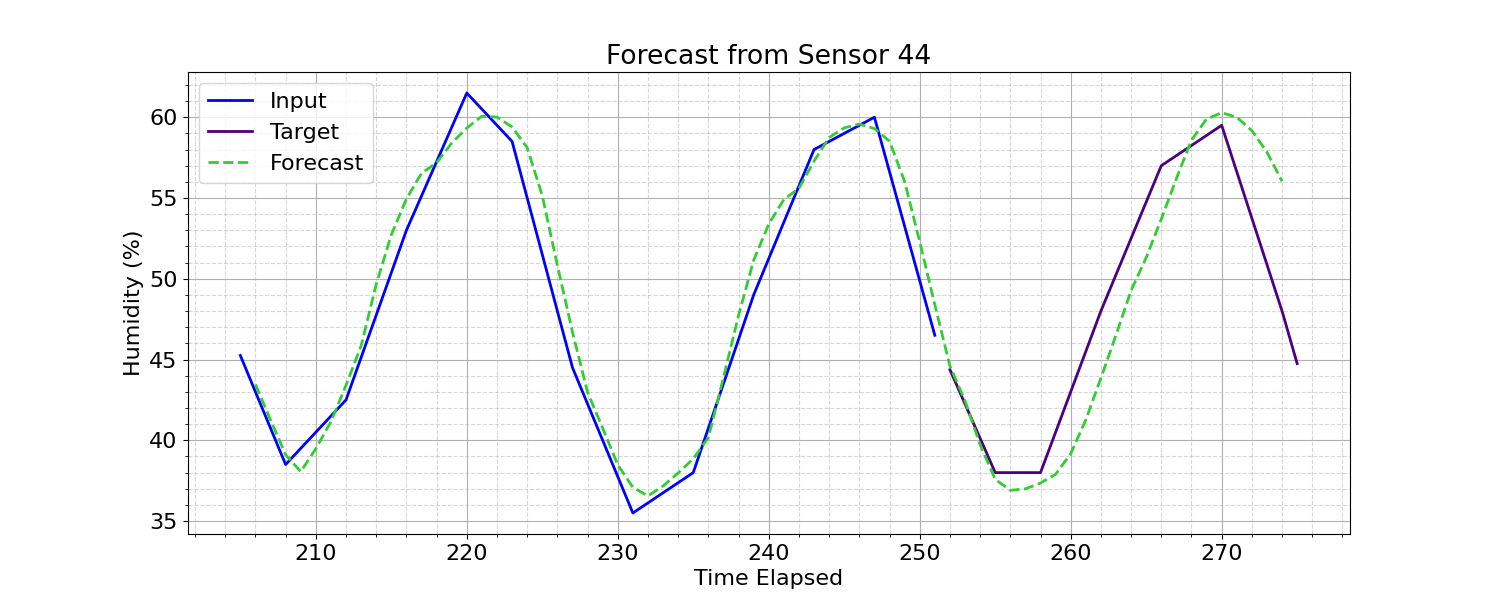 Forecast from Sensor 44
Input
Target
Forecast
Humidity (%)
60
55
50
45
40
35
210 220 230 240 250 260 270
Time Elapsed